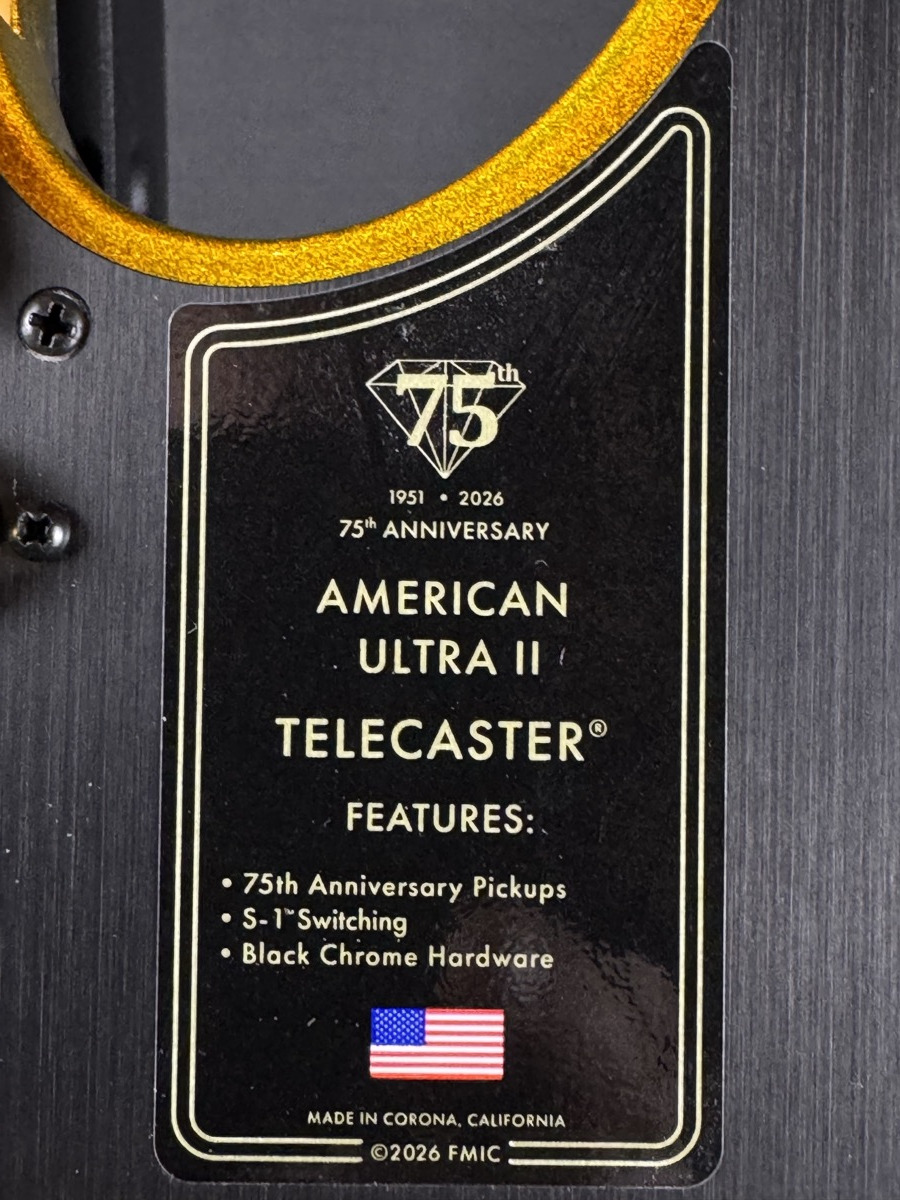 75th
1951 • 2026
75th ANNIVERSARY
AMERICAN
ULTRA II
TELECASTER®
FEATURES:
• 75th Anniversary Pickups
• S-1™ Switching
• Black Chrome Hardware
MADE IN CORONA, CALIFORNIA
©2026 FMIC